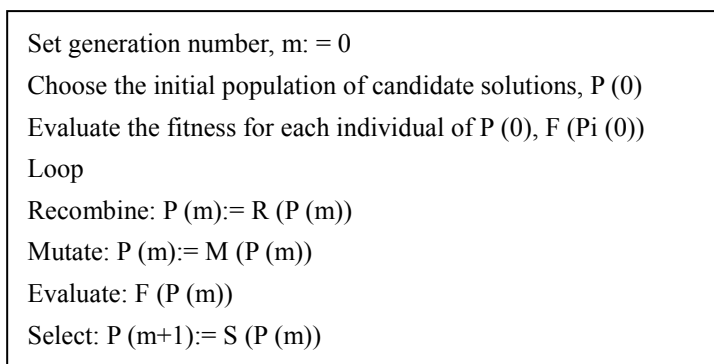 Set generation number, m: = 0
Choose the initial population of candidate solutions, P (0)
Evaluate the fitness for each individual of P (0), F (Pi (0))
Loop
Recombine: P (m):= R (P (m))
Mutate: P (m):= M (P (m))
Evaluate: F (P (m))
Select: P (m+1):= S (P (m))